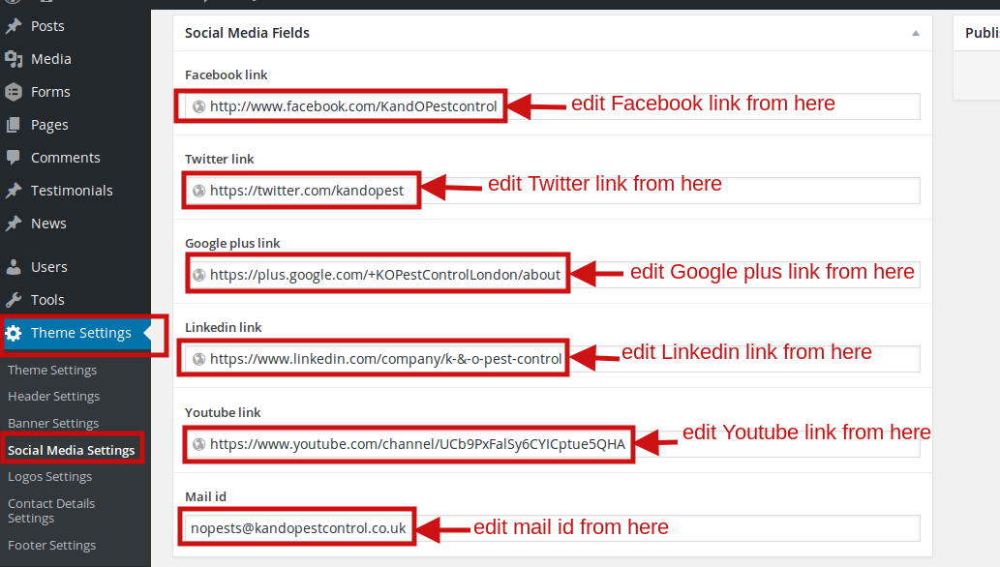 Posts
Media
Forms
Pages
Comments
Testimonials
News
Users
Tools
Theme Settings
Theme Settings
Header Settings
Banner Settings
Social Media Settings
Logos Settings
Contact Details
Settings
Footer Settings
Social Media Fields
Facebook link
http://www.facebook.com/KandOPestcontrol
edit Facebook link from here
Twitter link
https://twitter.com/kandopest
edit Twitter link from here
Google plus link
https://plus.google.com/+KOPestControlLondon/about
edit Google plus link from here
Linkedin link
https://www.linkedin.com/company/k-&-o-pest-control
edit Linkedin link from here
Youtube link
https://www.youtube.com/channel/UCb9PxFalSy6CYICptue5QHA
edit Youtube link from here
Mail id
nopests@kandopestcontrol.co.uk
edit mail id from here
Publi